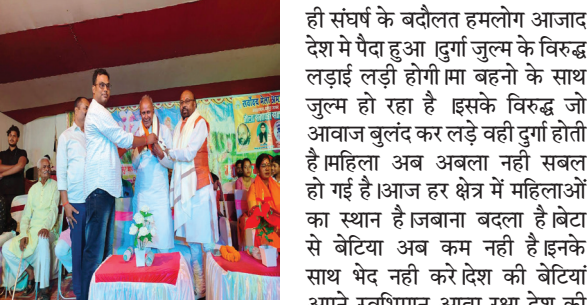 ही संघर्ष के बदौलत हमलोग आजाद
देश मे पैदा हुआ ।दुर्गा जुल्म के विरुद्ध
लड़ाई लड़ी होगी।मा बहनो के साथ
जुल्म हो रहा है ।इसके विरुद्ध जो
आवाज बुलंद कर लड़े वही दुर्गा होती
है।महिला अब अबला नही सबल
हो गई है।आज हर क्षेत्र में महिलाओं
का स्थान है।जबाना बदला है।बेटा
से बेटिया अब कम नही है।इनके
साथ भेद नही करे।देश की बेटिया